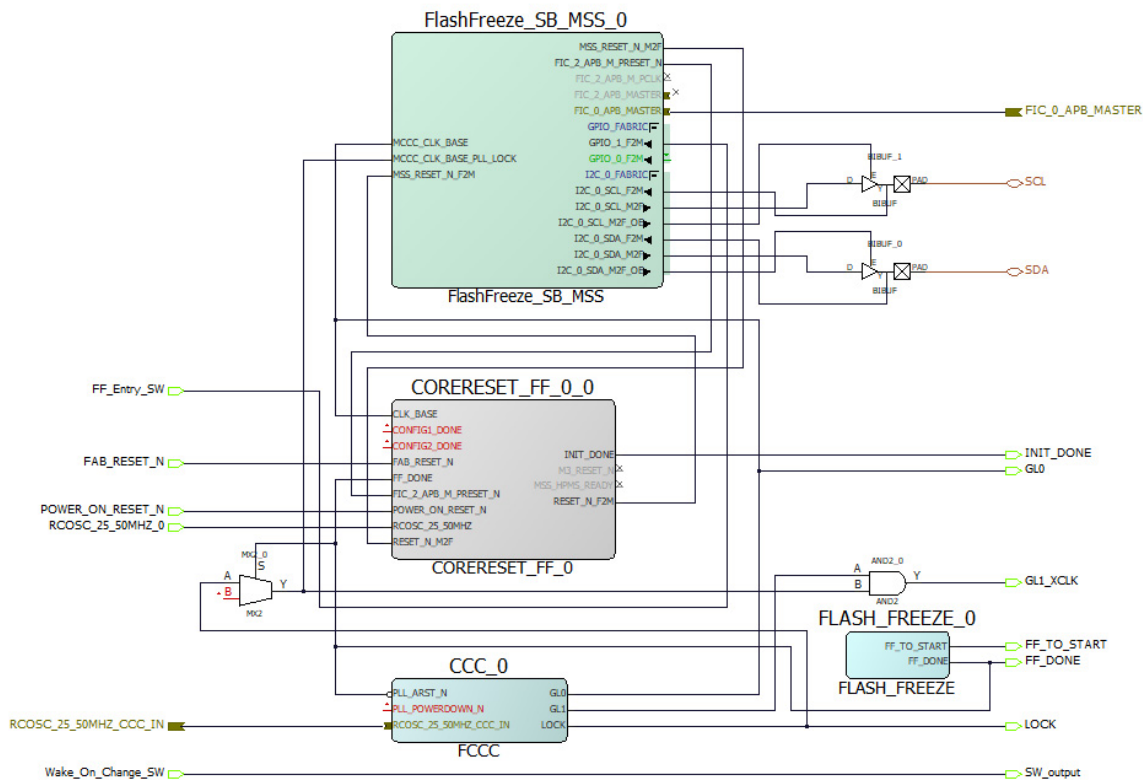 FlashFreeze_SB_MSS_0
MSS_RESET_N_M2F
FIC_2_APB_M_PRESET_N
FIC_2_APB_M_PCLK
FIC_2_APB_MASTER
FIC_0_APB_MASTER
FIC_0_APB_MASTER
GPIO_FABRIC
MCCC_CLK_BASE
GPIO_1_F2M
MCCC_CLK_BASE_PLL_LOCK
GPIO_0_F2M
BIBUF_1
MSS_RESET_N_F2M
I2C_0_FABRIC
E
D
Y
PAD
SCL
I2C_0_SCL_F2M
BIBUF
I2C_0_SCL_M2F
I2C_0_SCL_M2F_OE
I2C_0_SDA_F2M
BIBUF_0
I2C_0_SDA_M2F
E
D
Y
PAD
SDA
I2C_0_SDA_M2F_OE
BIBUF
FlashFreeze_SB_MSS
FF_Entry_SW
CORERESET_FF_0_0
CLK_BASE
CONFIG1_DONE
CONFIG2_DONE
INIT_DONE
INIT_DONE
FAB_RESET_N
FAB_RESET_N
M3_RESET_N
GL0
FF_DONE
MSS_HPMS_READY
FIC_2_APB_M_PRESET_N
RESET_N_F2M
POWER_ON_RESET_N
POWER_ON_RESET_N
RCOSC_25_50MHZ_0
RCOSC_25_50MHZ
RESET_N_M2F
CORERESET_FF_0
MX2_0
S
A
B
Y
MX2
AND2_0
A
B
Y
AND2
GL1_XCLK
FLASH_FREEZE_0
FF_TO_START
FF_TO_START
FF_DONE
FF_DONE
FLASH_FREEZE
CCC_0
PLL_ARST_N
GL0
PLL_POWERDOWN_N
GL1
RCOSC_25_50MHZ_CCC_IN
RCOSC_25_50MHZ_CCC_IN
LOCK
LOCK
FCCC
Wake_On_Change_SW
SW_output